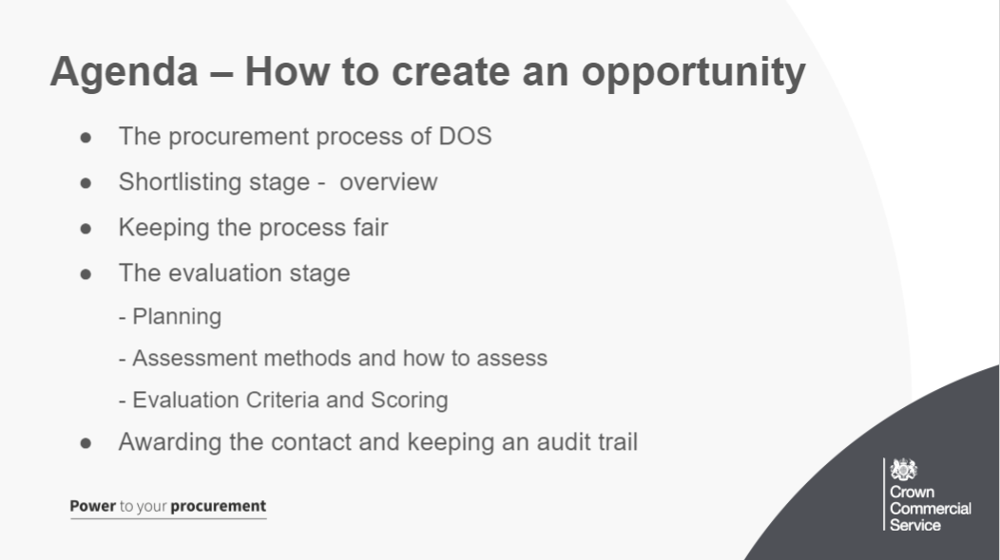 Agenda – How to create an opportunity
● The procurement process of DOS
● Shortlisting stage -  overview
● Keeping the process fair
● The evaluation stage
- Planning
- Assessment methods and how to assess
- Evaluation Criteria and Scoring
● Awarding the contact and keeping an audit trail
Power to your procurement
Crown
Commercial
Service